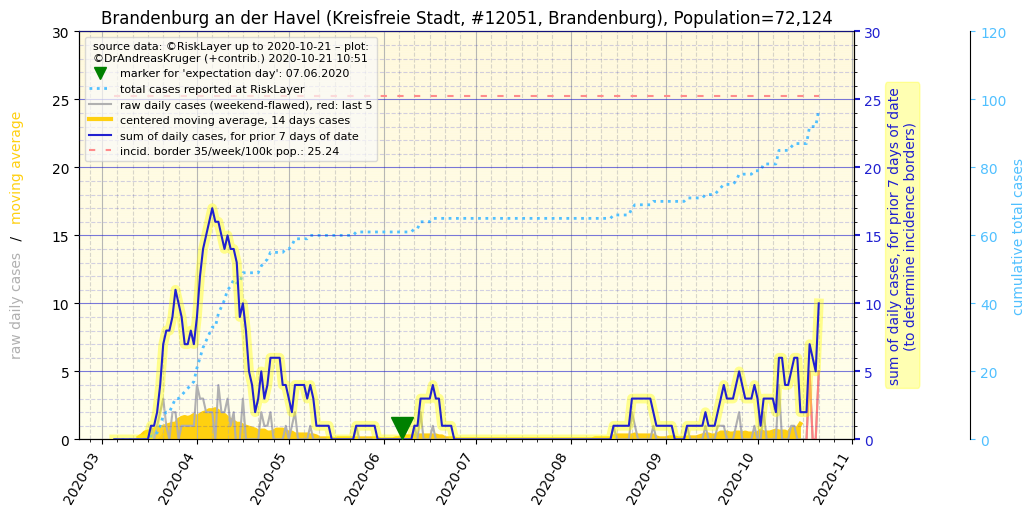 Brandenburg an der Havel (Kreisfreie Stadt, #12051, Brandenburg), Population=72,124
source data: ©RiskLayer up to 2020-10-21 – plot:
©DrAndreasKruger (+contrib.) 2020-10-21 10:51
marker for 'expectation day': 07.06.2020
total cases reported at RiskLayer
raw daily cases (weekend-flawed), red: last 5
centered moving average, 14 days cases
sum of daily cases, for prior 7 days of date
incid. border 35/week/100k pop.: 25.24
raw daily cases / moving average
30
25
20
15
10
5
0
30
25
20
15
10
5
0
sum of daily cases, for prior 7 days of date
(to determine incidence borders)
120
100
80
60
40
20
0
cumulative total cases
2020-03
2020-04
2020-05
2020-06
2020-07
2020-08
2020-09
2020-10
2020-11